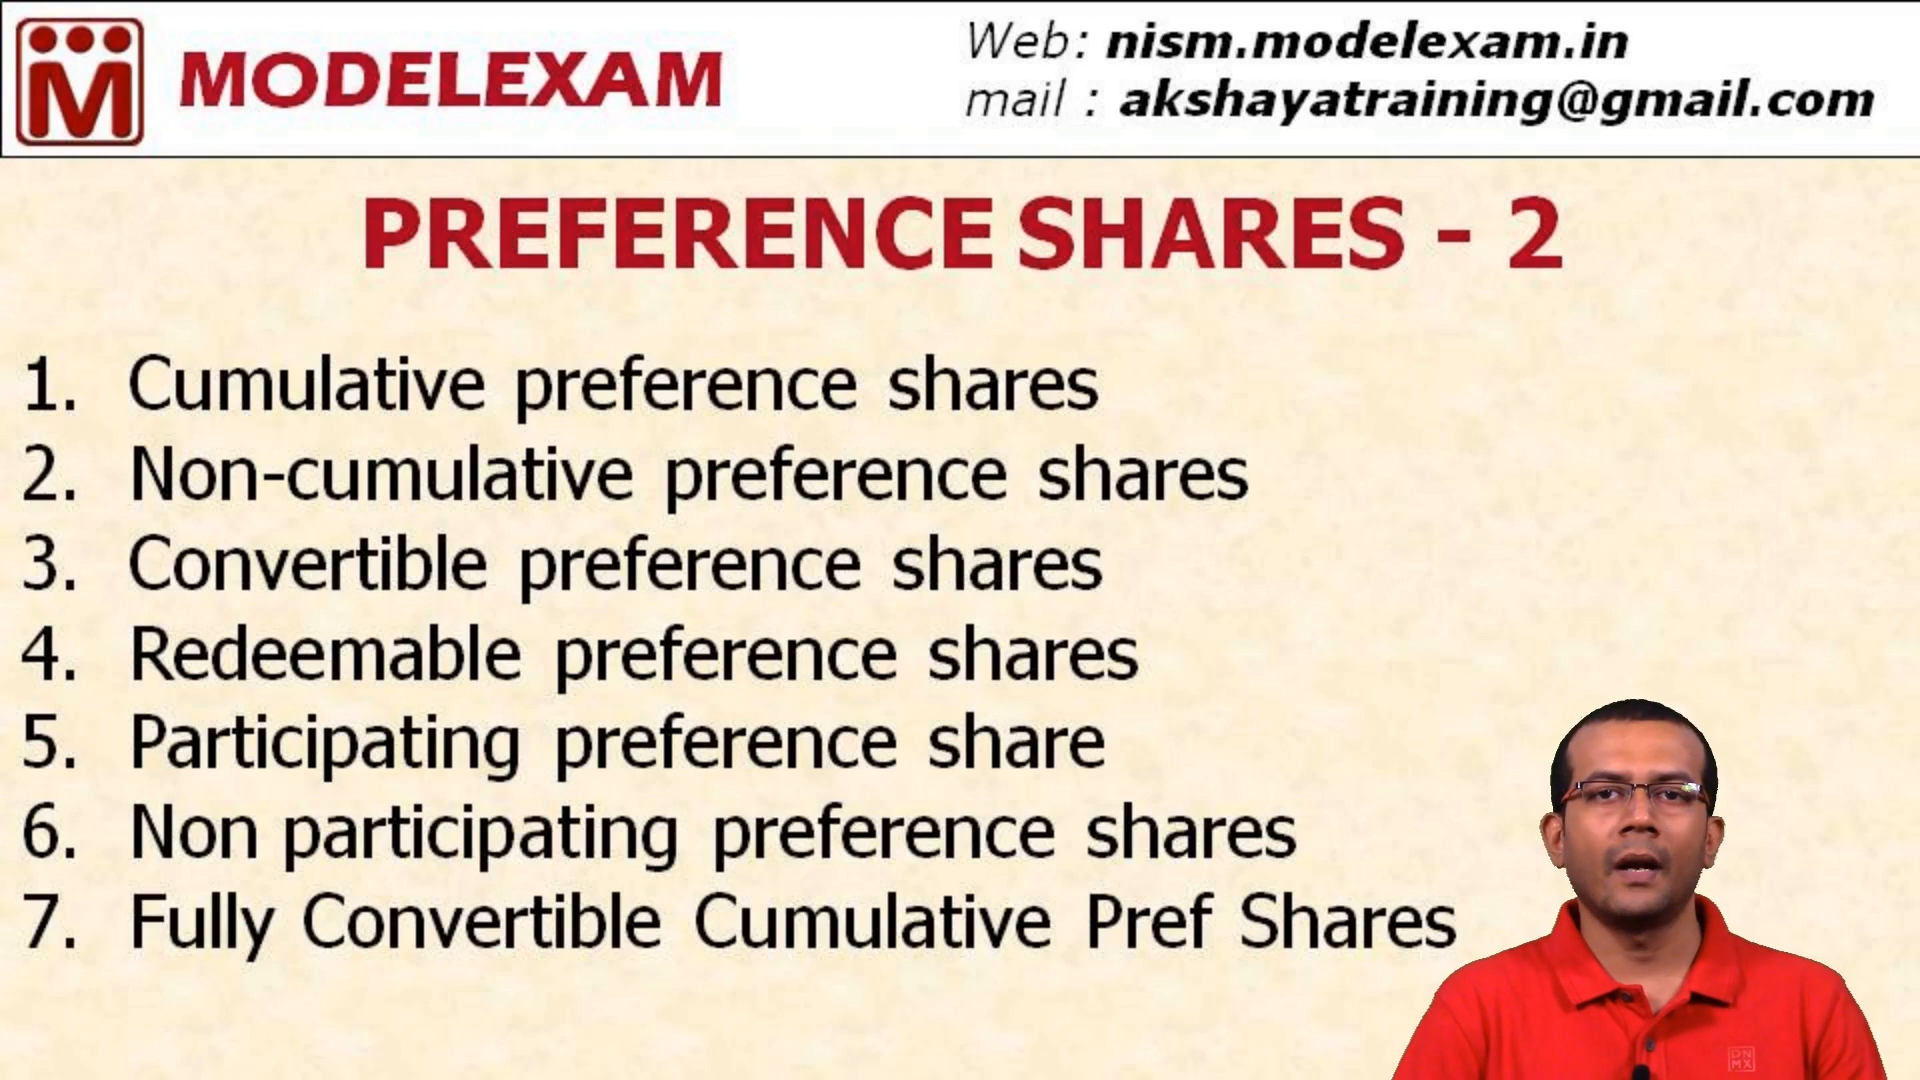 MODELEXAM
Web: nism.modelexam.in
mail : akshayatraining@gmail.com
PREFERENCE SHARES - 2
1. Cumulative preference shares
2. Non-cumulative preference shares
3. Convertible preference shares
4. Redeemable preference shares
5. Participating preference share
6. Non participating preference shares
7. Fully Convertible Cumulative Pref Shares
DN
MX